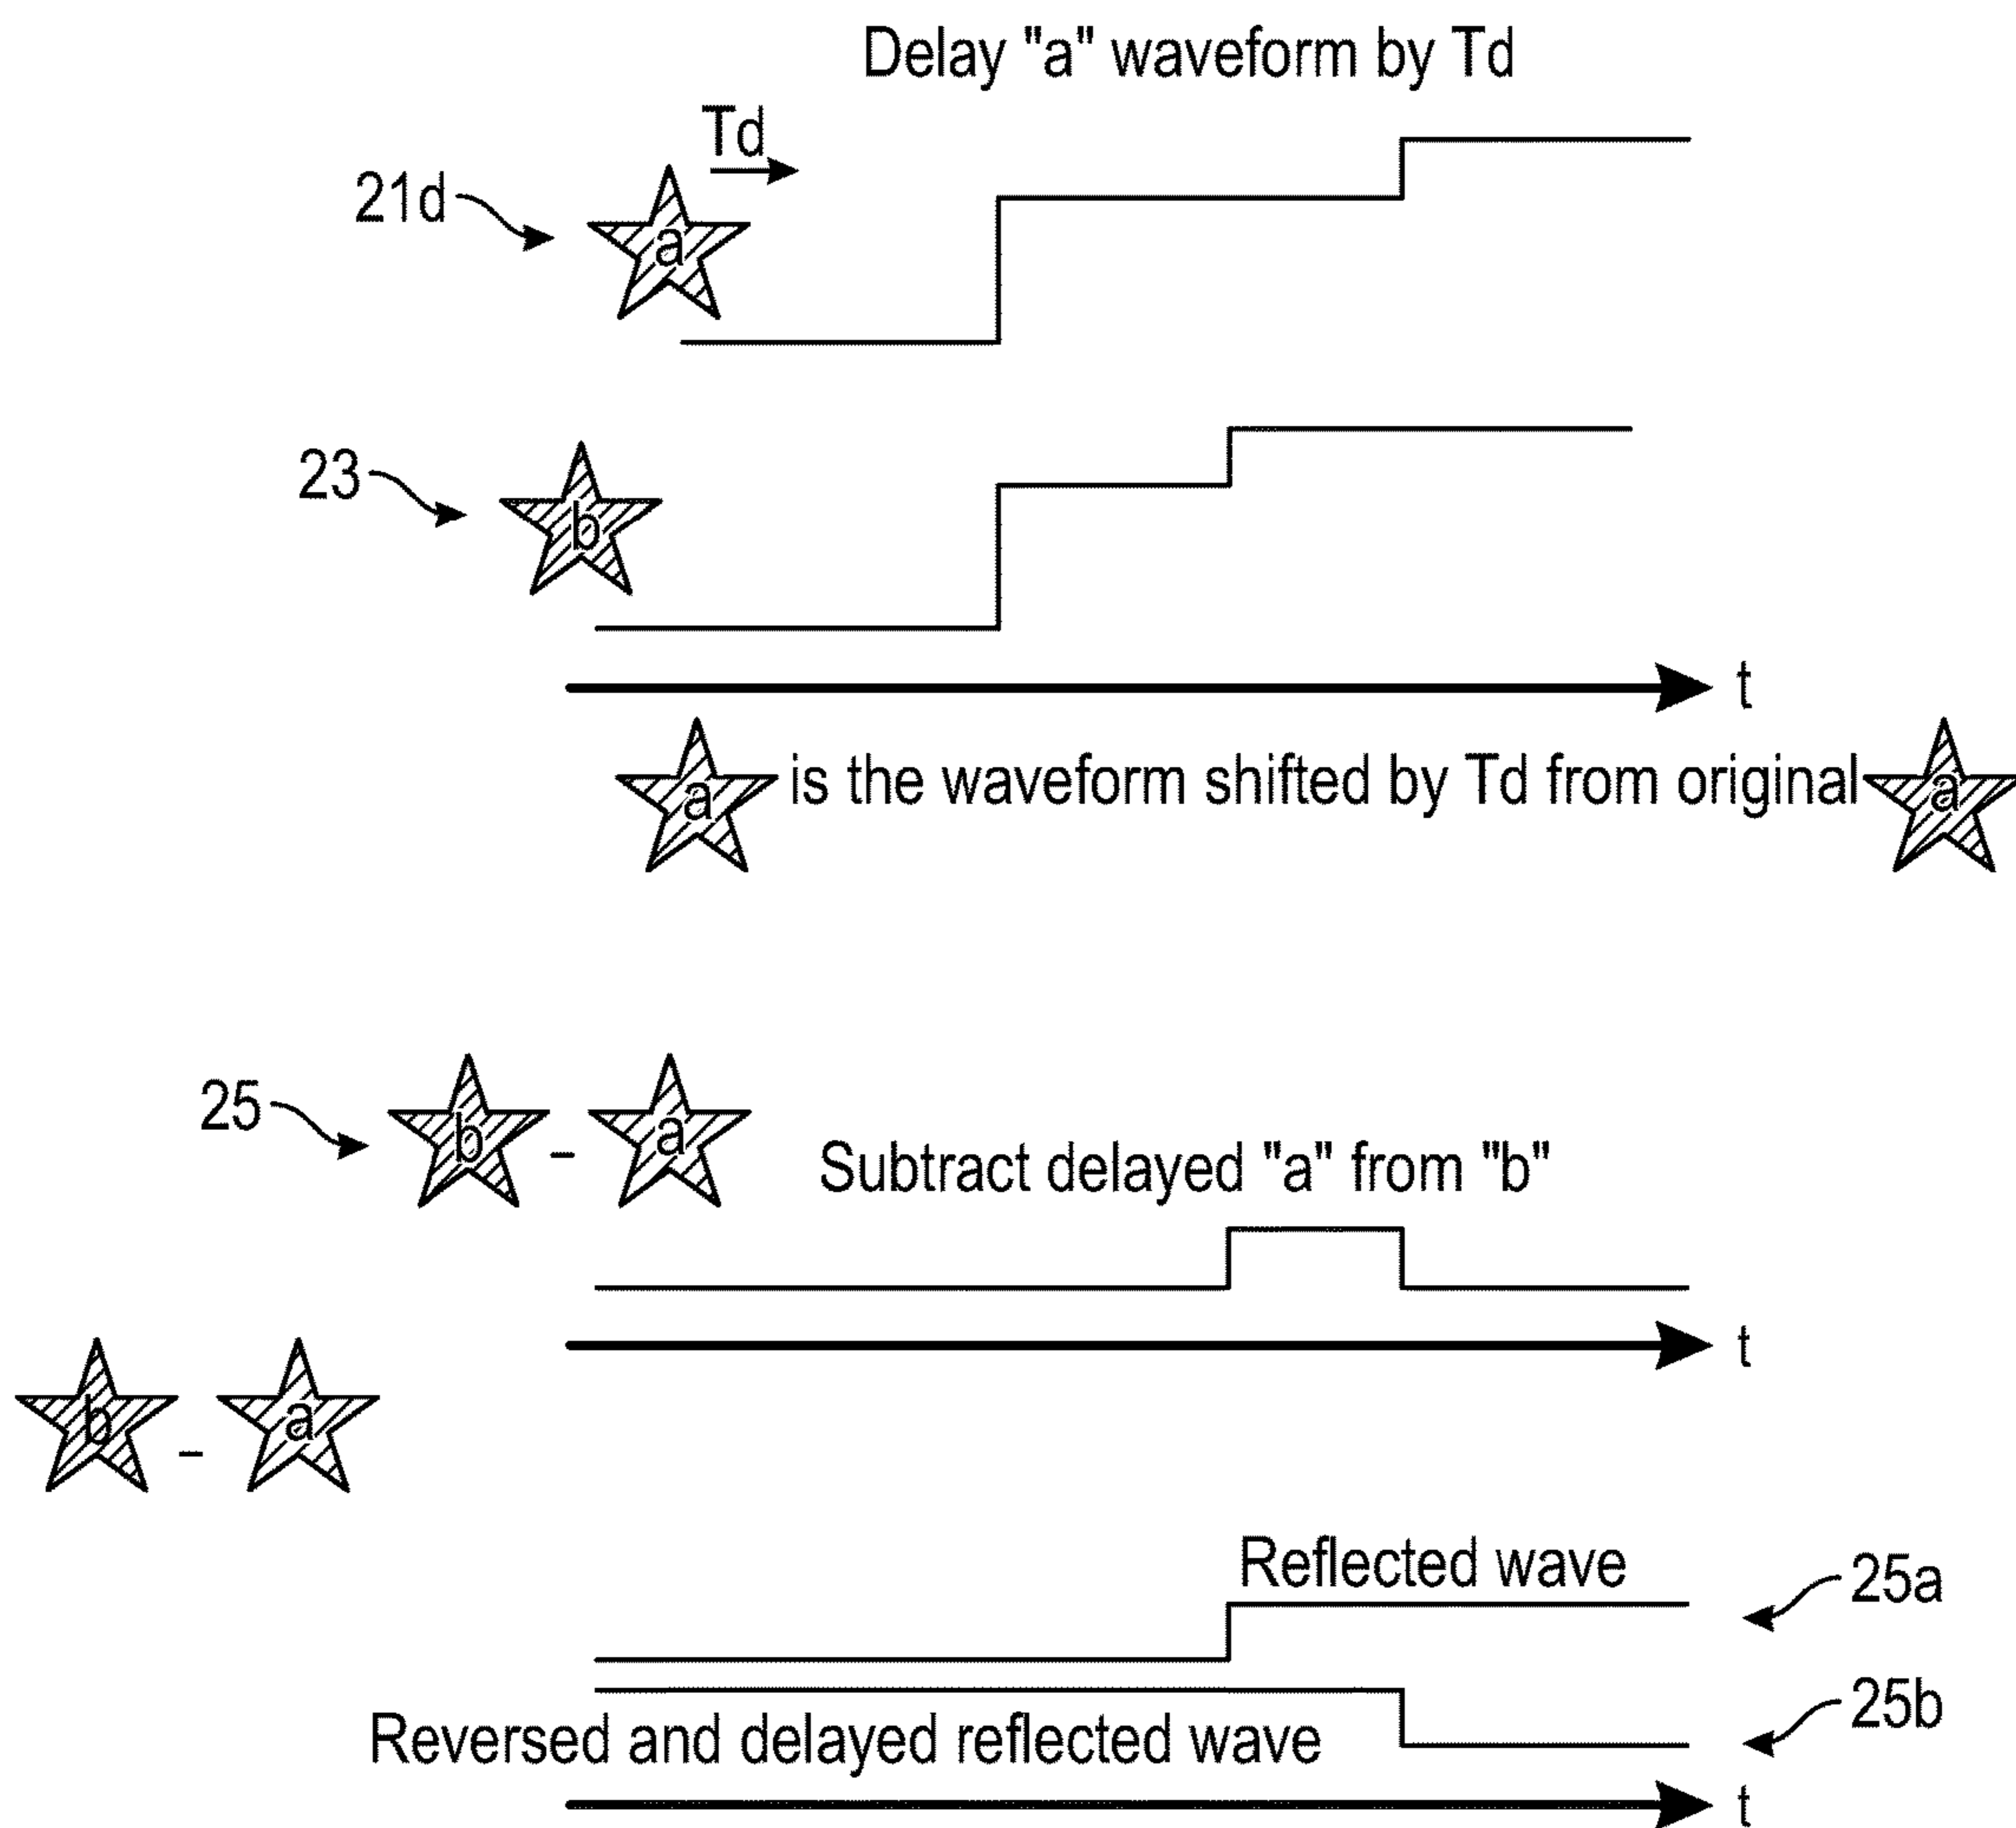 Delay "a" waveform by Td
Td
21d
a
23
b
t
a is the waveform shifted by Td from original a
25
b - a
Subtract delayed "a" from "b"
t
b - a
Reflected wave
25a
25b
Reversed and delayed reflected wave
t